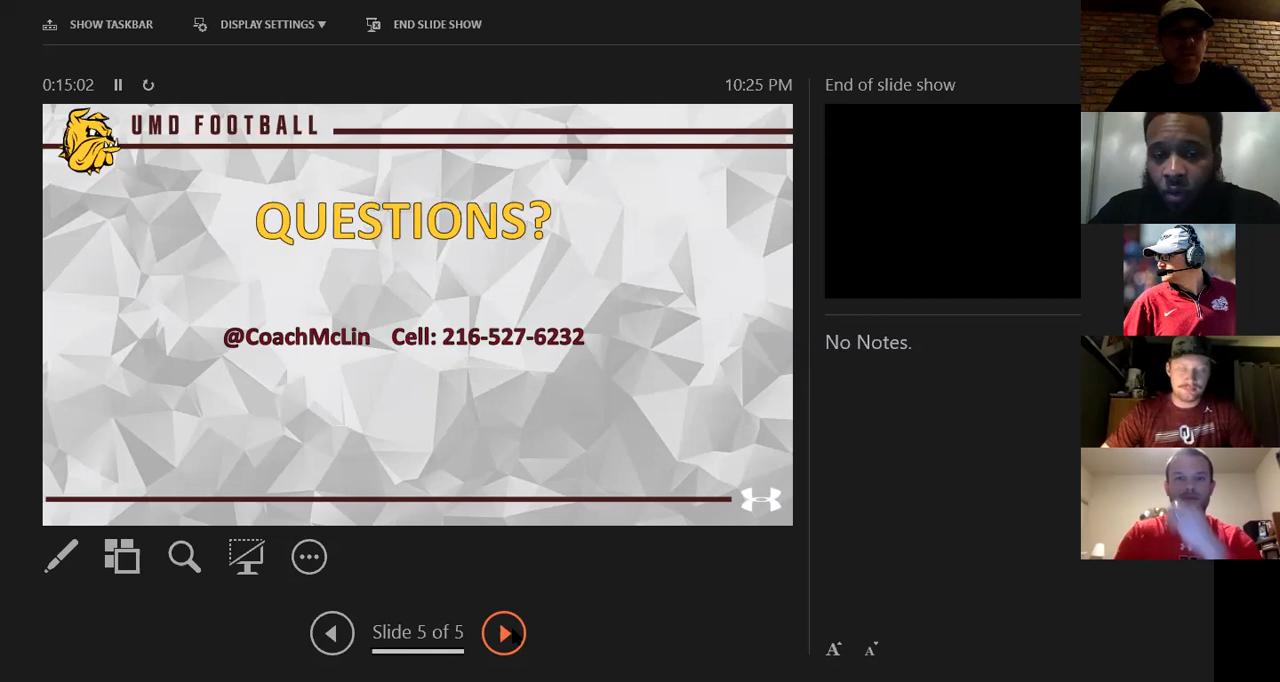 SHOW TASKBAR
DISPLAY SETTINGS ▼
END SLIDE SHOW
0:15:02
10:25 PM
End of slide show
UMD FOOTBALL
QUESTIONS?
@CoachMcLin Cell: 216-527-6232
No Notes.
Slide 5 of 5
A A
OU